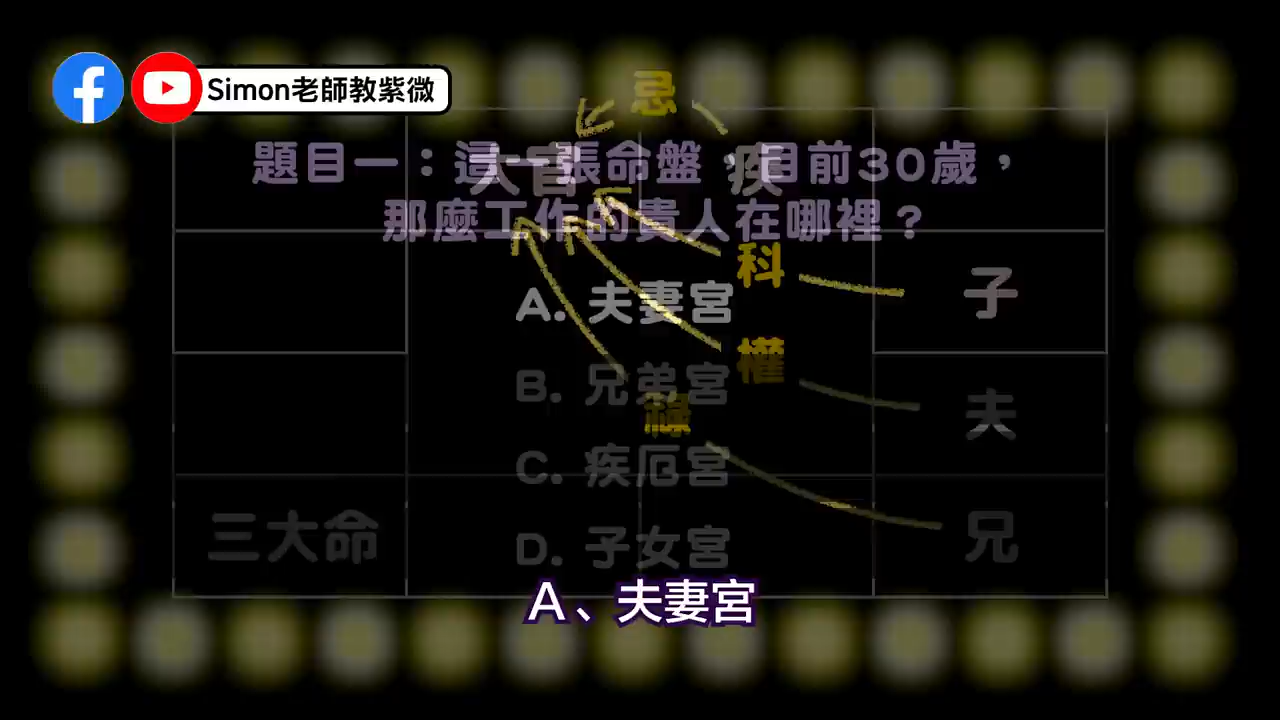 Simon老師教紫微
忌
題目一：這一張命盤，目前30歲，
那麼工作的貴人在哪裡？
大官
疾
科
子
A. 夫妻宮
權
B. 兄弟宮
祿
夫
C. 疾厄宮
三大命
兄
D. 子女宮
A、夫妻宮